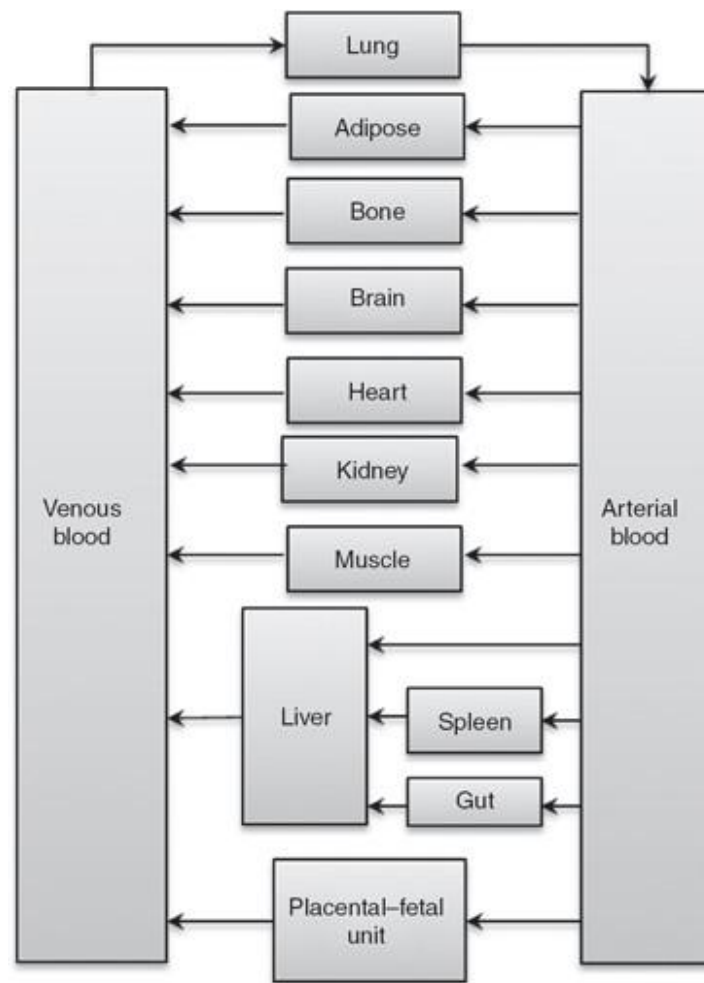 Lung
Adipose
Bone
Brain
Heart
Kidney
Venous
blood
Arterial
blood
Muscle
Liver
Spleen
Gut
Placental–fetal
unit